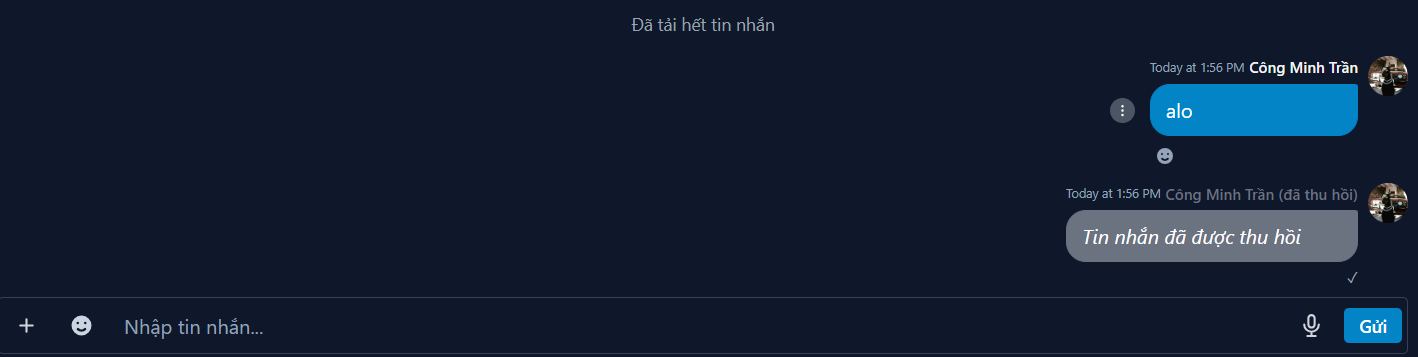 Đã tải hết tin nhắn
Today at 1:56 PM Công Minh Trần
alo
Today at 1:56 PM Công Minh Trần (đã thu hồi)
Tin nhắn đã được thu hồi
Nhập tin nhắn...
Gửi